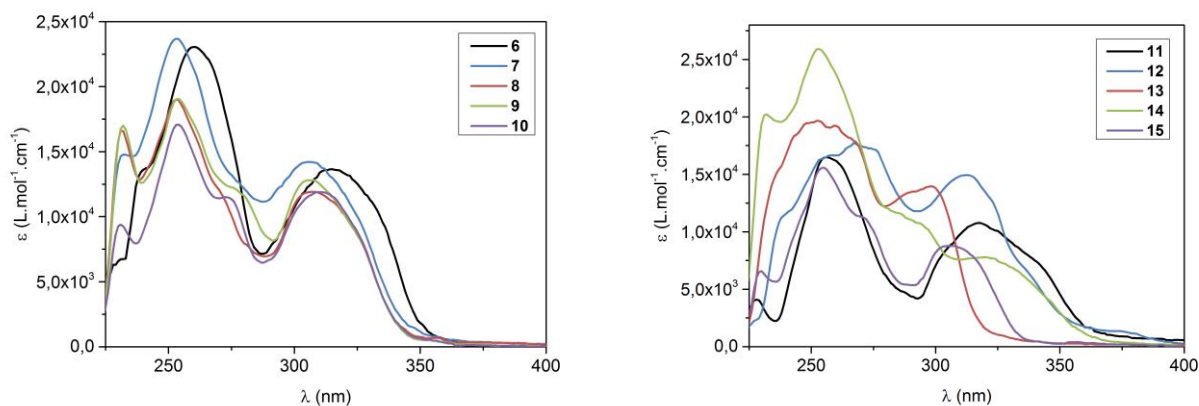 2,5x10⁴
2,0x10⁴
1,5x10⁴
1,0x10⁴
5,0x10³
0,0
ε (L.mol⁻¹.cm⁻¹)
250
300
350
400
λ (nm)
6
7
8
9
10
2,5x10⁴
2,0x10⁴
1,5x10⁴
1,0x10⁴
5,0x10³
0,0
ε (L.mol⁻¹.cm⁻¹)
250
300
350
400
λ (nm)
11
12
13
14
15